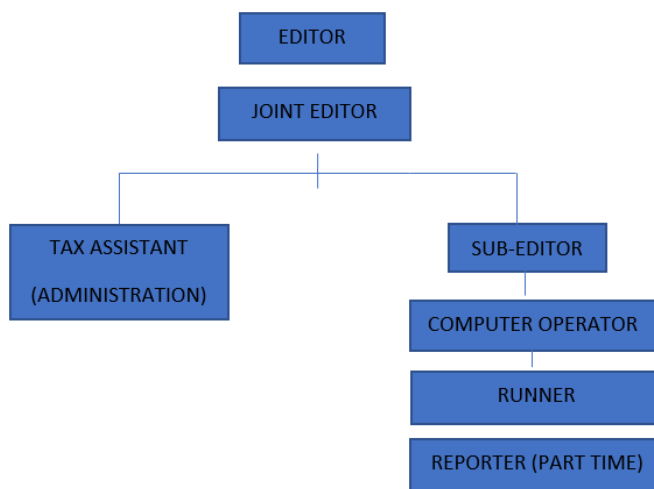 EDITOR
JOINT EDITOR
TAX ASSISTANT
(ADMINISTRATION)
SUB-EDITOR
COMPUTER OPERATOR
RUNNER
REPORTER (PART TIME)